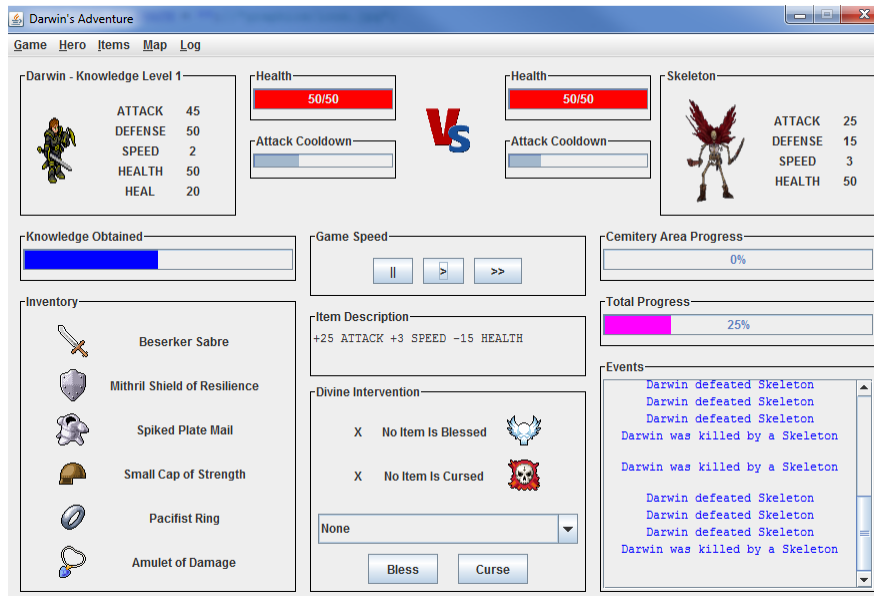 Darwin's Adventure
Game Hero Items Map Log
Darwin - Knowledge Level 1
ATTACK 45
DEFENSE 50
SPEED 2
HEALTH 50
HEAL 20
Health
50/50
Attack Cooldown
VS
Health
50/50
Attack Cooldown
Skeleton
ATTACK 25
DEFENSE 15
SPEED 3
HEALTH 50
Knowledge Obtained
Game Speed
|| > >>
Cemitery Area Progress
0%
Inventory
Beserker Sabre
Mithril Shield of Resilience
Spiked Plate Mail
Small Cap of Strength
Pacifist Ring
Amulet of Damage
Item Description
+25 ATTACK +3 SPEED -15 HEALTH
Divine Intervention
X No Item Is Blessed
X No Item Is Cursed
None
Bless Curse
Total Progress
25%
Events
Darwin defeated Skeleton
Darwin defeated Skeleton
Darwin defeated Skeleton
Darwin was killed by a Skeleton
Darwin was killed by a Skeleton
Darwin defeated Skeleton
Darwin defeated Skeleton
Darwin defeated Skeleton
Darwin was killed by a Skeleton